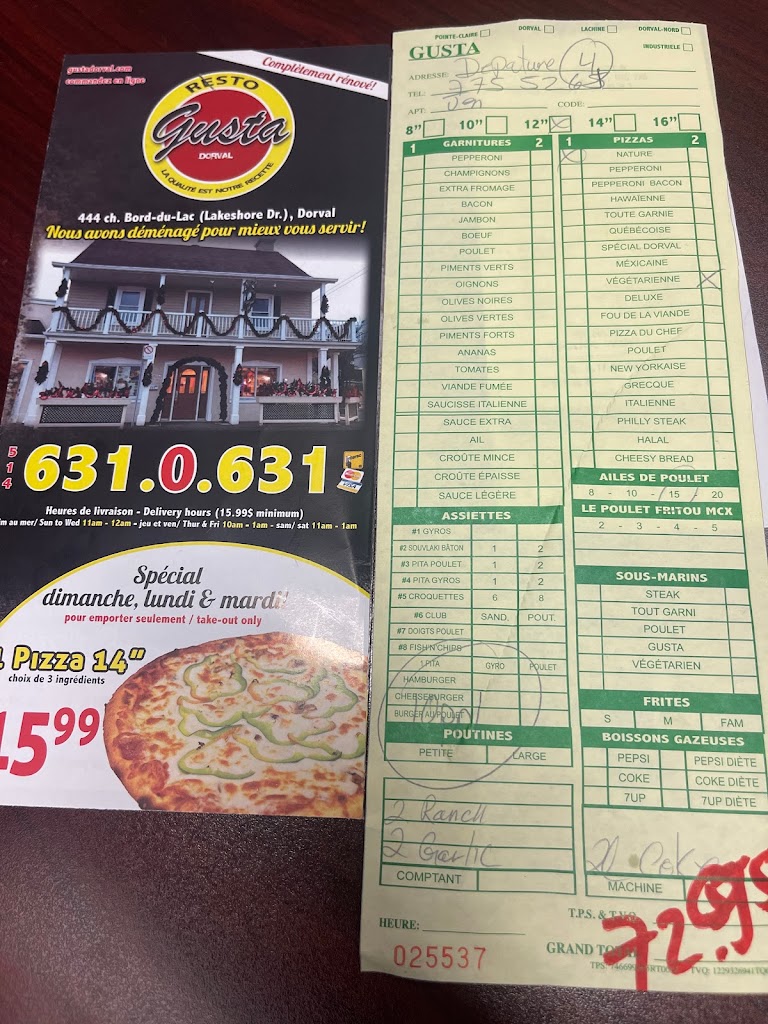 gustadorval.com
commandez en ligne
Complètement rénové!
RESTO
Gusta
DORVAL
LA QUALITÉ EST NOTRE RECETTE
444 ch. Bord-du-Lac (Lakeshore Dr.), Dorval
Nous avons déménagé pour mieux vous servir!
514 631.0.631
Heures de livraison - Delivery hours (15.99$ minimum)
im au mer/ Sun to Wed 11am - 12am - jeu et ven/ Thur & Fri 10am - 1am - sam/ sat 11am - 1am
Spécial
dimanche, lundi & mardi!
pour emporter seulement / take-out only
Pizza 14"
choix de 3 ingrédients
15.99
POINTE-CLAIRE DORVAL LACHINE DORVAL-NORD
GUSTA INDUSTRIELE
ADRESSE: 4
TEL: 775 5265
APT: CODE:
8" 10" 12" 14" 16"
1 GARNITURES 2
PEPPERONI
CHAMPIGNONS
EXTRA FROMAGE
BACON
JAMBON
BOEUF
POULET
PIMENTS VERTS
OIGNONS
OLIVES NOIRES
OLIVES VERTES
PIMENTS FORTS
ANANAS
TOMATES
VIANDE FUMÉE
SAUCISSE ITALIENNE
SAUCE EXTRA
AIL
CROÛTE MINCE
CROÛTE ÉPAISSE
SAUCE LÉGÈRE
ASSIETTES
#1 GYROS
#2 SOUVLAKI BÂTON 1 2
#3 PITA POULET 1 2
#4 PITA GYROS 1 2
#5 CROQUETTES 6 8
#6 CLUB SAND. POUT.
#7 DOIGTS POULET
#8 FISH'N'CHIPS
1 PITA GYRO POULET
HAMBURGER
CHEESEBURGER
BURGER AU POULET
POUTINES
PETITE LARGE
2 Ranch
2 Garlic
COMPTANT
1 PIZZAS 2
NATURE
PEPPERONI
PEPPERONI BACON
HAWAÏENNE
TOUTE GARNIE
QUÉBÉCOISE
SPÉCIAL DORVAL
MÉXICAINE
VÉGÉTARIENNE
DELUXE
FOU DE LA VIANDE
PIZZA DU CHEF
POULET
NEW YORKAISE
GRECQUE
ITALIENNE
PHILLY STEAK
HALAL
CHEESY BREAD
AILES DE POULET
8 - 10 - 15 / 20
LE POULET FRITOU MCX
2 - 3 - 4 - 5
SOUS-MARINS
STEAK
TOUT GARNI
POULET
GUSTA
VÉGÉTARIEN
FRITES
S M FAM
BOISSONS GAZEUSES
PEPSI PEPSI DIÈTE
COKE COKE DIÈTE
7UP 7UP DIÈTE
MACHINE
HEURE: T.P.S. & T.V.Q.
025537 GRAND
72.95